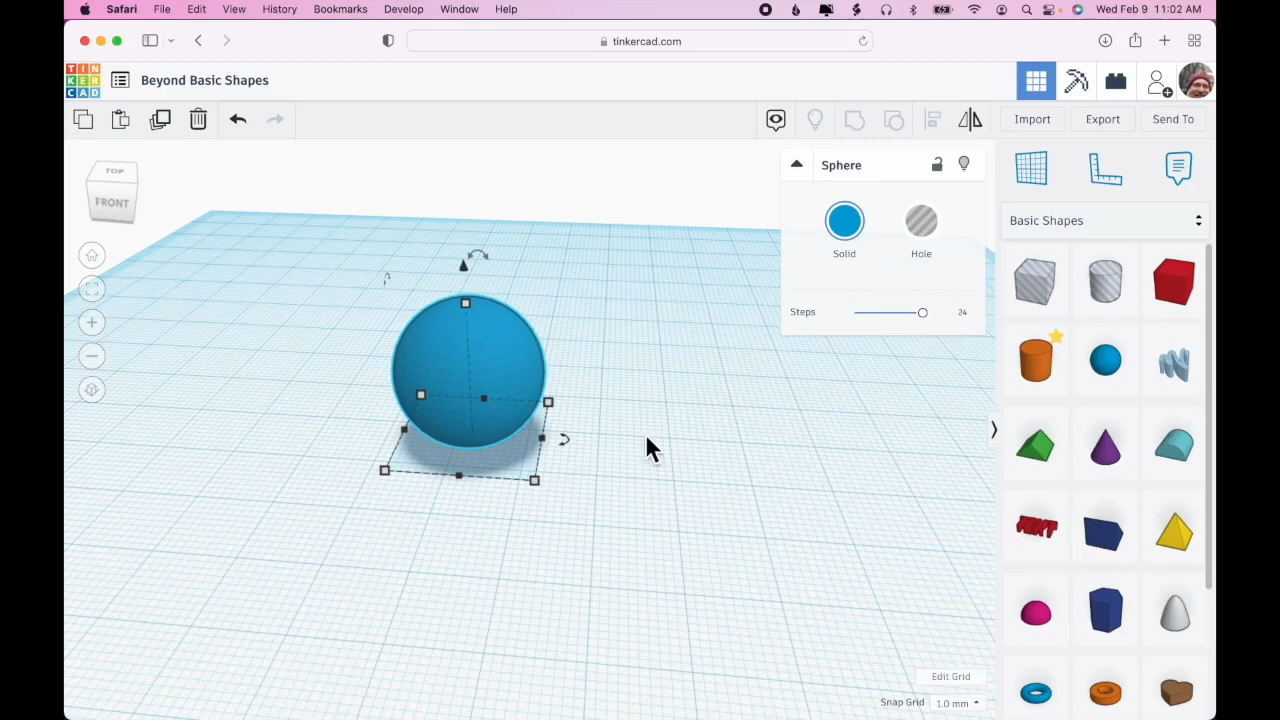 Safari File Edit View History Bookmarks Develop Window Help Wed Feb 9 11:02 AM
tinkercad.com
TIN
KER
CAD
Beyond Basic Shapes
Import Export Send To
TOP
FRONT
Sphere
Solid Hole
Steps 24
Basic Shapes
TEXT
Edit Grid
Snap Grid 1.0 mm